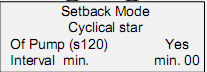 Setback Mode
Cyclical star
Of Pump (s120) Yes
Interval min. min. 00